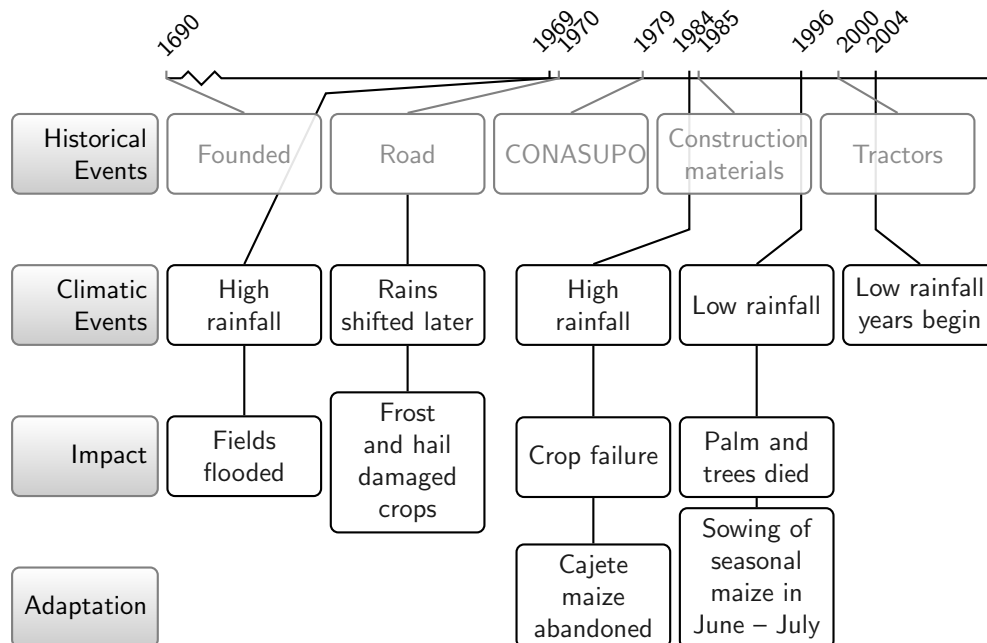 1690
1969
1970
1979
1984
1985
1996
2000
2004
Historical
Events
Founded
Road
CONASUPO
Construction
materials
Tractors
Climatic
Events
High
rainfall
Rains
shifted later
High
rainfall
Low rainfall
Low rainfall
years begin
Impact
Fields
flooded
Frost
and hail
damaged
crops
Crop failure
Palm and
trees died
Adaptation
Cajete
maize
abandoned
Sowing of
seasonal
maize in
June – July